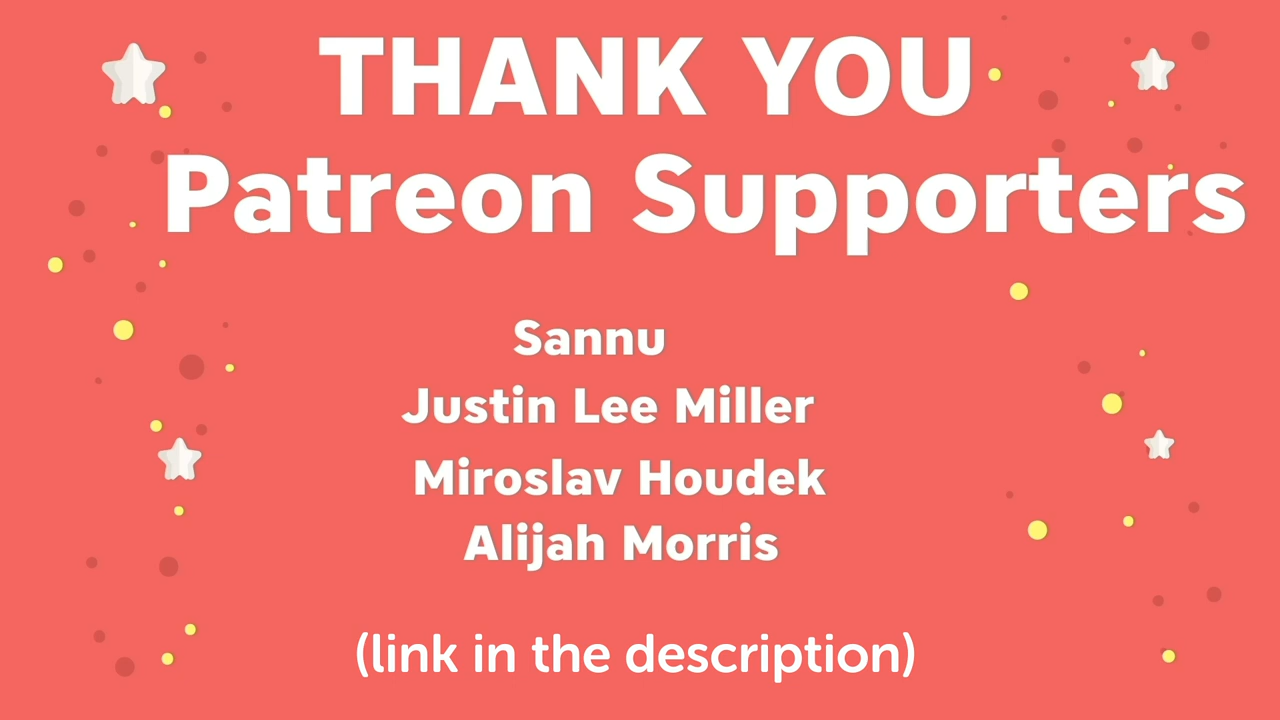 THANK YOU
Patreon Supporters
Sannu
Justin Lee Miller
Miroslav Houdek
Alijah Morris
(link in the description)